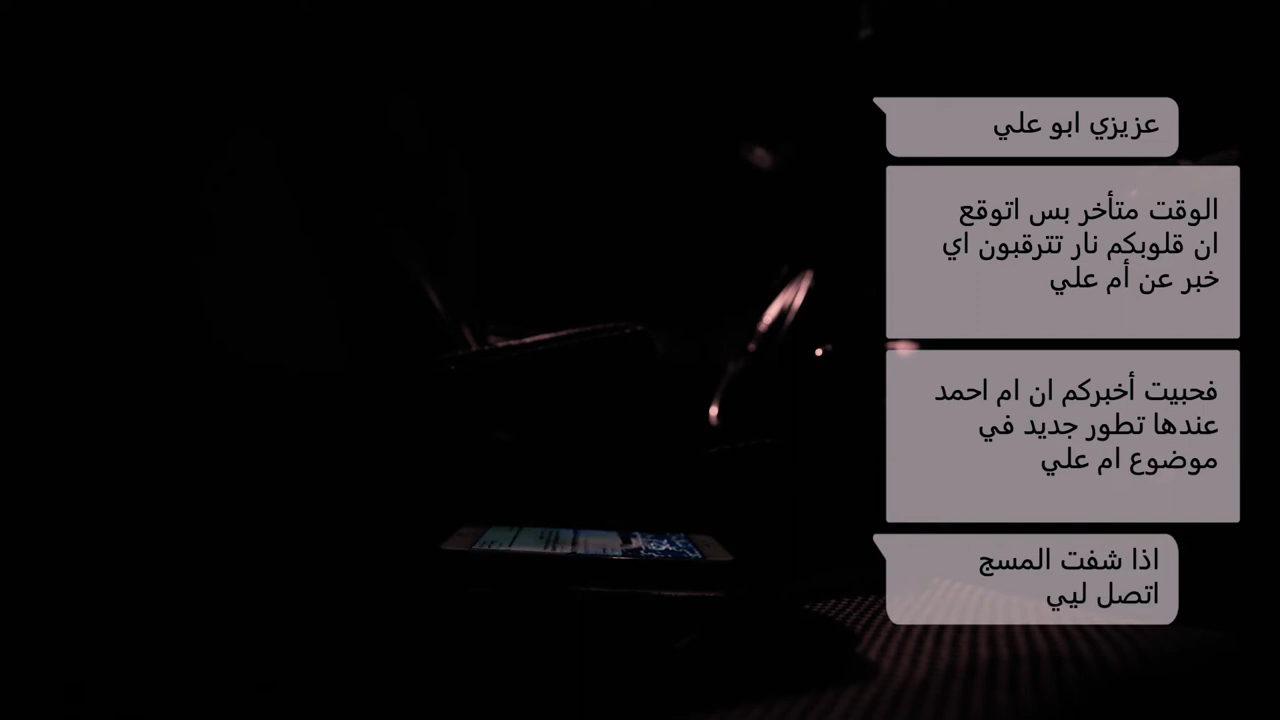 عزيزي ابو علي
الوقت متأخر بس اتوقع
ان قلوبكم نار تترقبون اي
خبر عن أم علي
فحبيت أخبركم ان ام احمد
عندها تطور جديد في
موضوع ام علي
اذا شفت المسج
اتصل ليي